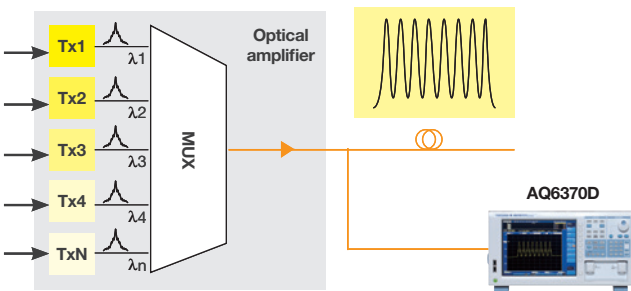 Tx1
λ1
Tx2
λ2
Tx3
λ3
Tx4
λ4
TxN
λn
MUX
Optical
amplifier
AQ6370D